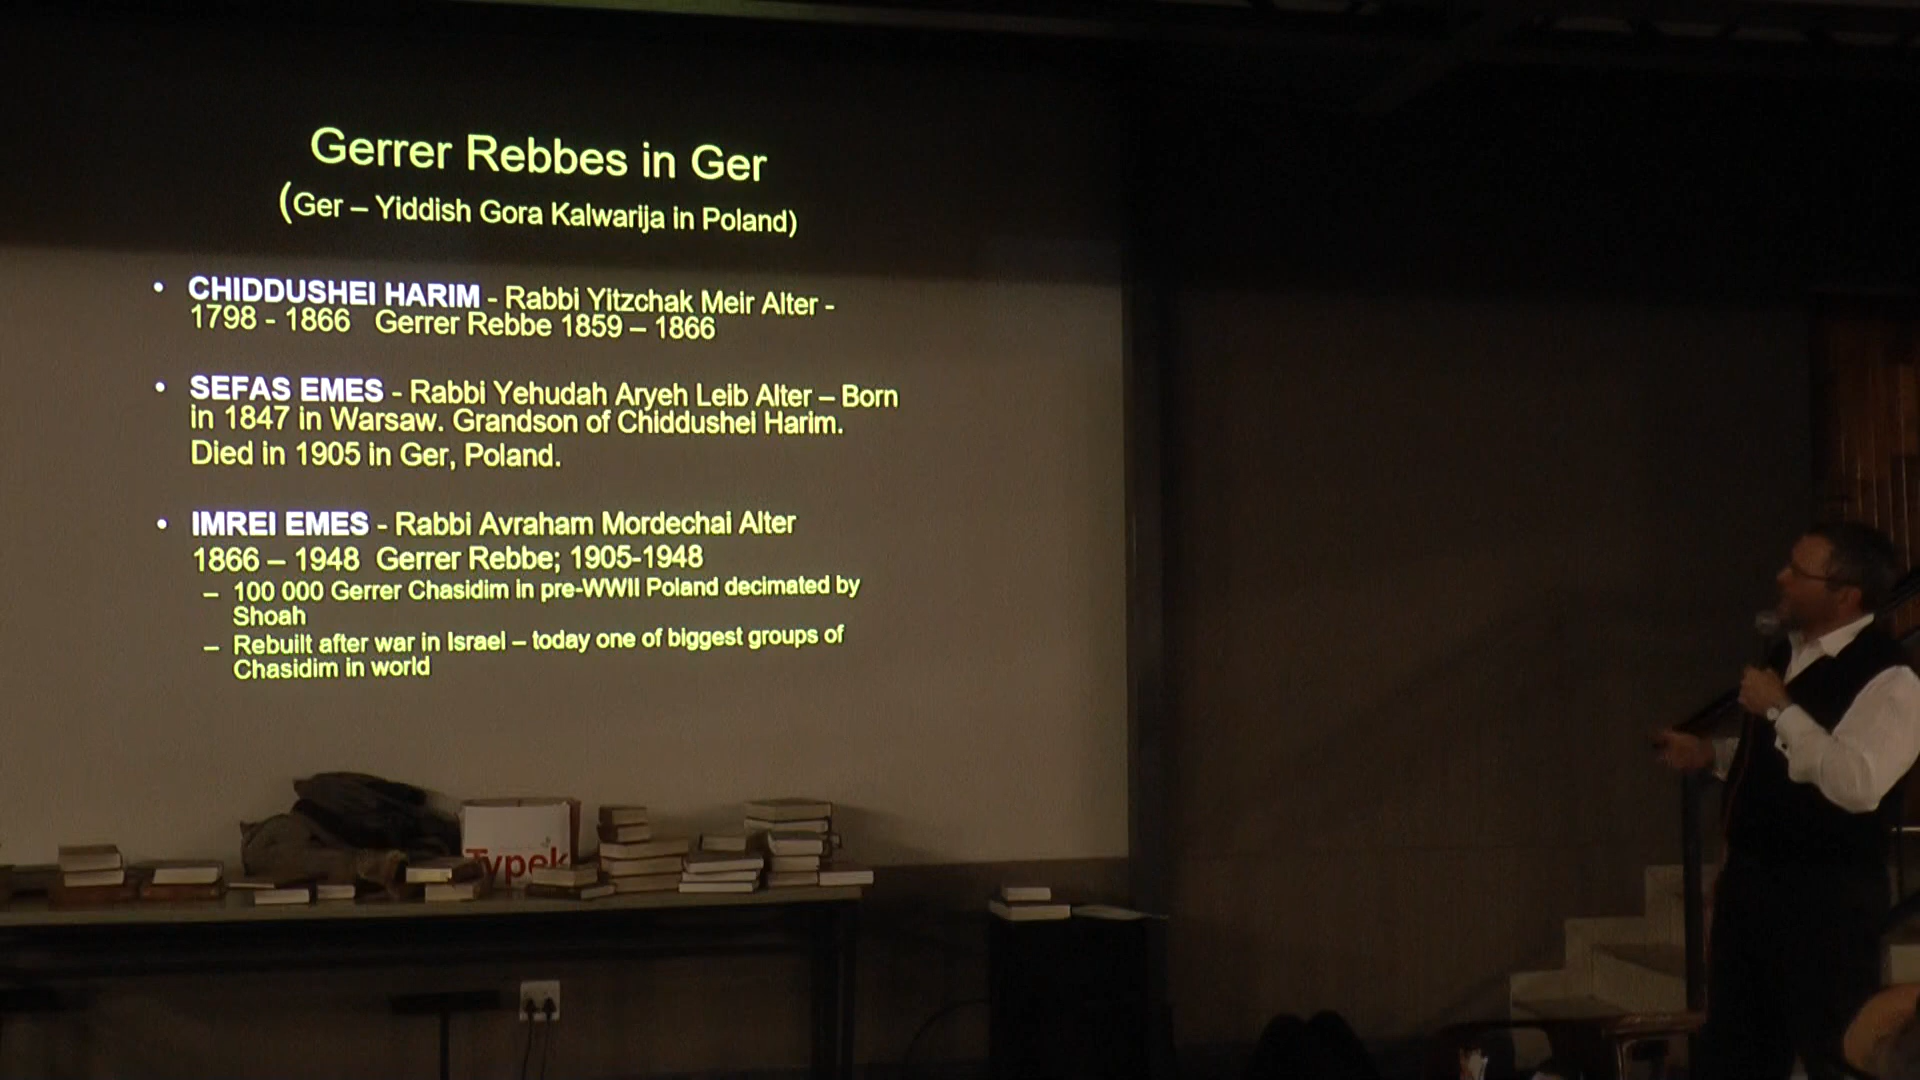 Gerrer Rebbes in Ger
(Ger – Yiddish Gora Kalwarija in Poland)
• CHIDDUSHEI HARIM - Rabbi Yitzchak Meir Alter -
1798 - 1866 Gerrer Rebbe 1859 – 1866
• SEFAS EMES - Rabbi Yehudah Aryeh Leib Alter – Born
in 1847 in Warsaw. Grandson of Chiddushei Harim.
Died in 1905 in Ger, Poland.
• IMREI EMES - Rabbi Avraham Mordechai Alter
1866 – 1948 Gerrer Rebbe; 1905-1948
– 100 000 Gerrer Chasidim in pre-WWII Poland decimated by
Shoah
– Rebuilt after war in Israel – today one of biggest groups of
Chasidim in world
Typek